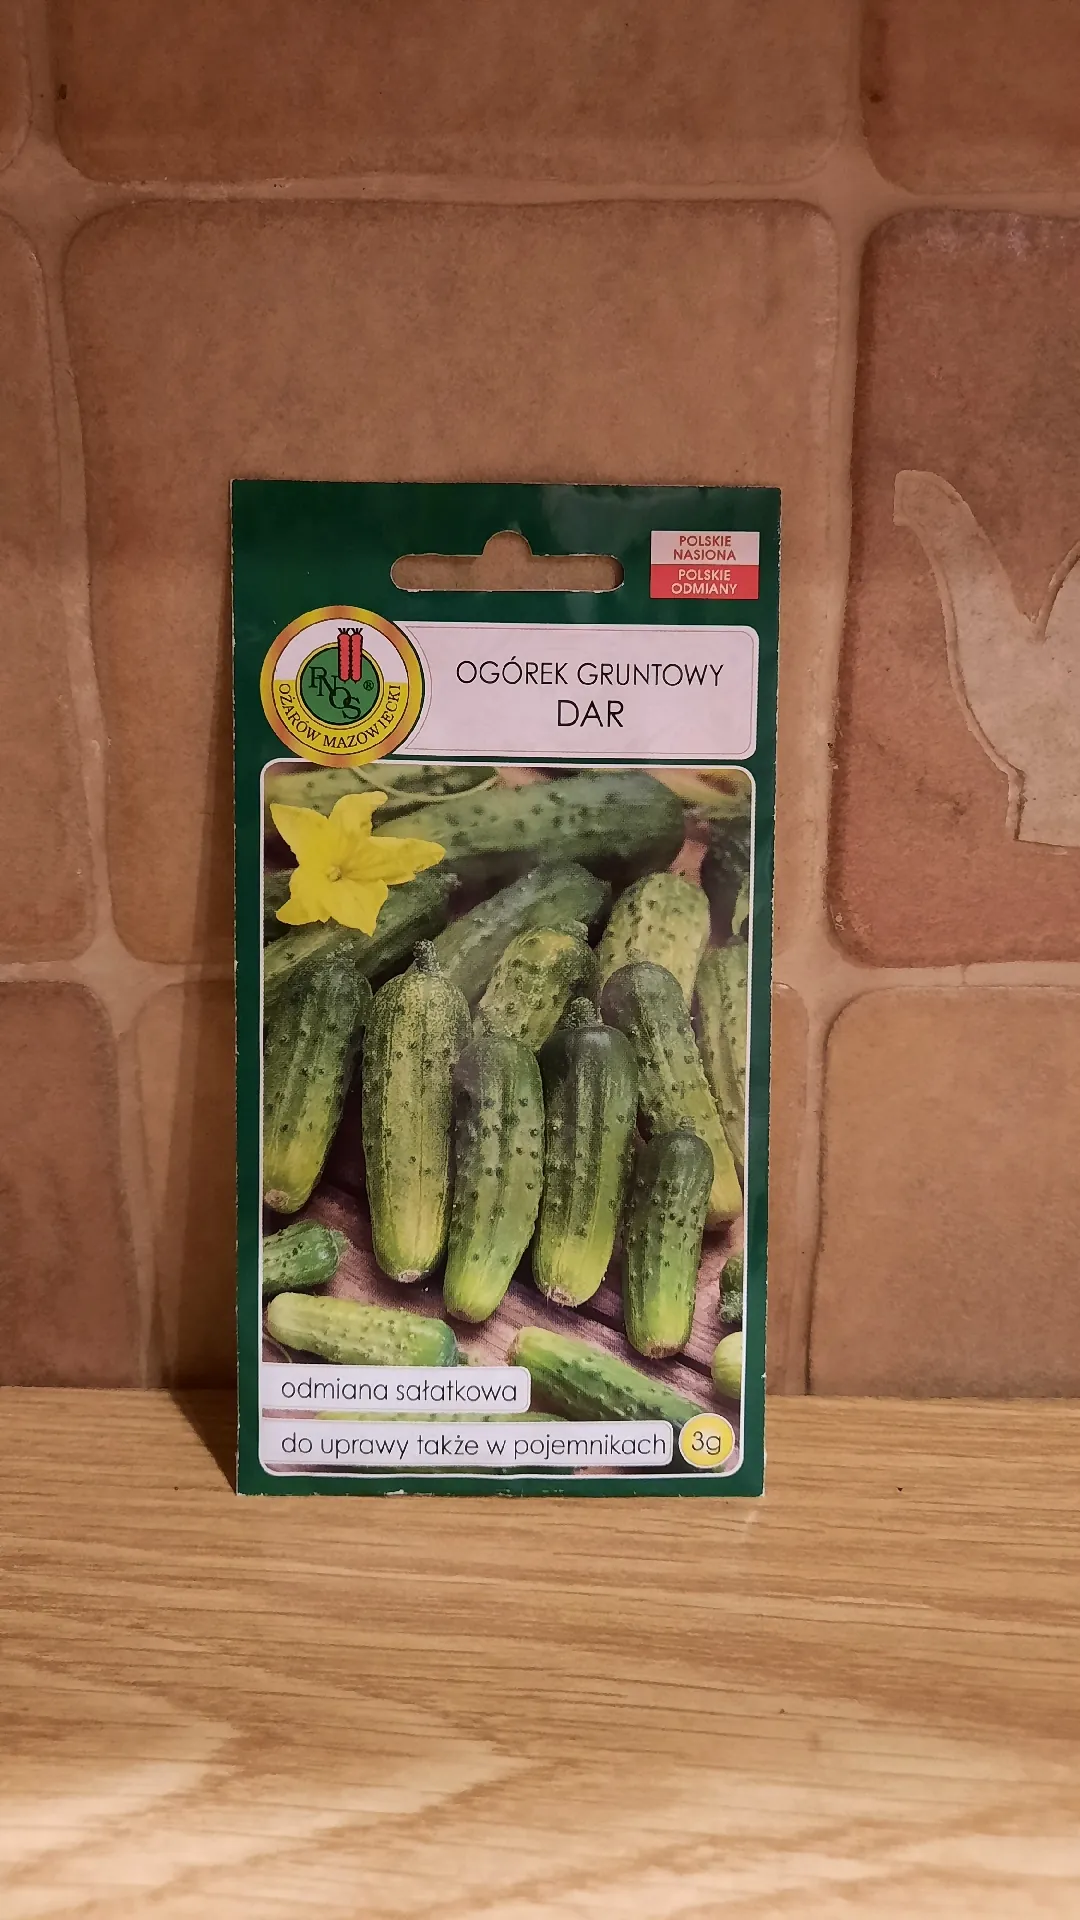 POLSKIE
NASIONA
POLSKIE
ODMIANY
PNOS
®
OŻARÓW MAZOWIECKI
OGÓREK GRUNTOWY
DAR
odmiana sałatkowa
do uprawy także w pojemnikach
3g